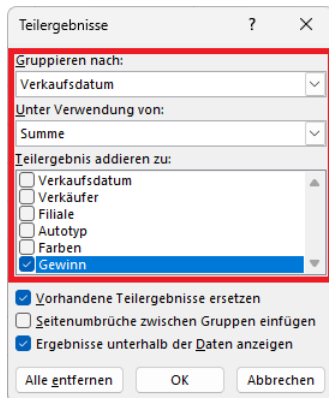 Teilergebnisse ? ×
Gruppieren nach:
Verkaufsdatum
Unter Verwendung von:
Summe
Teilergebnis addieren zu:
Verkaufsdatum
Verkäufer
Filiale
Autotyp
Farben
Gewinn
Vorhandene Teilergebnisse ersetzen
Seitenumbrüche zwischen Gruppen einfügen
Ergebnisse unterhalb der Daten anzeigen
Alle entfernen OK Abbrechen